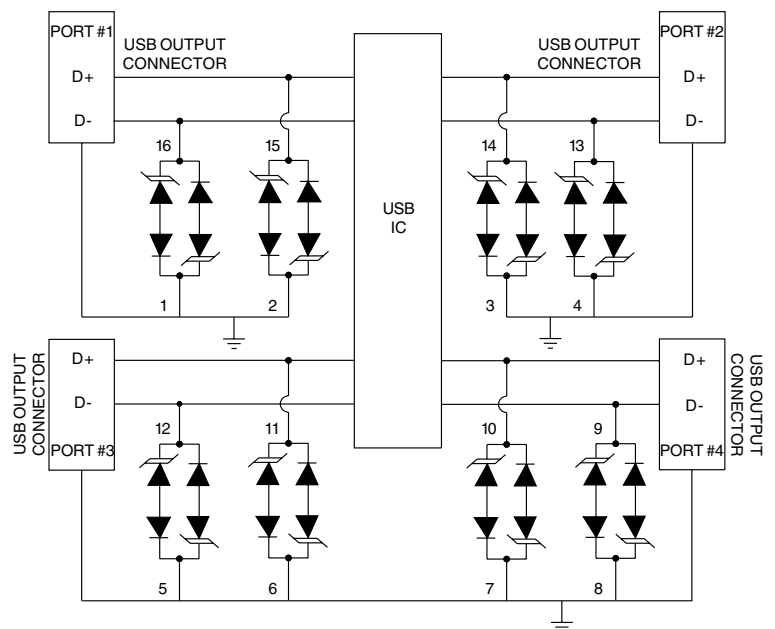 PORT #1
USB OUTPUT
CONNECTOR
D+
D-
USB OUTPUT
CONNECTOR
PORT #2
D+
D-
16
15
14
13
USB
IC
1
2
3
4
USB OUTPUT
CONNECTOR
D+
D-
PORT #3
D+
D-
PORT #4
USB OUTPUT
CONNECTOR
12
11
10
9
5
6
7
8